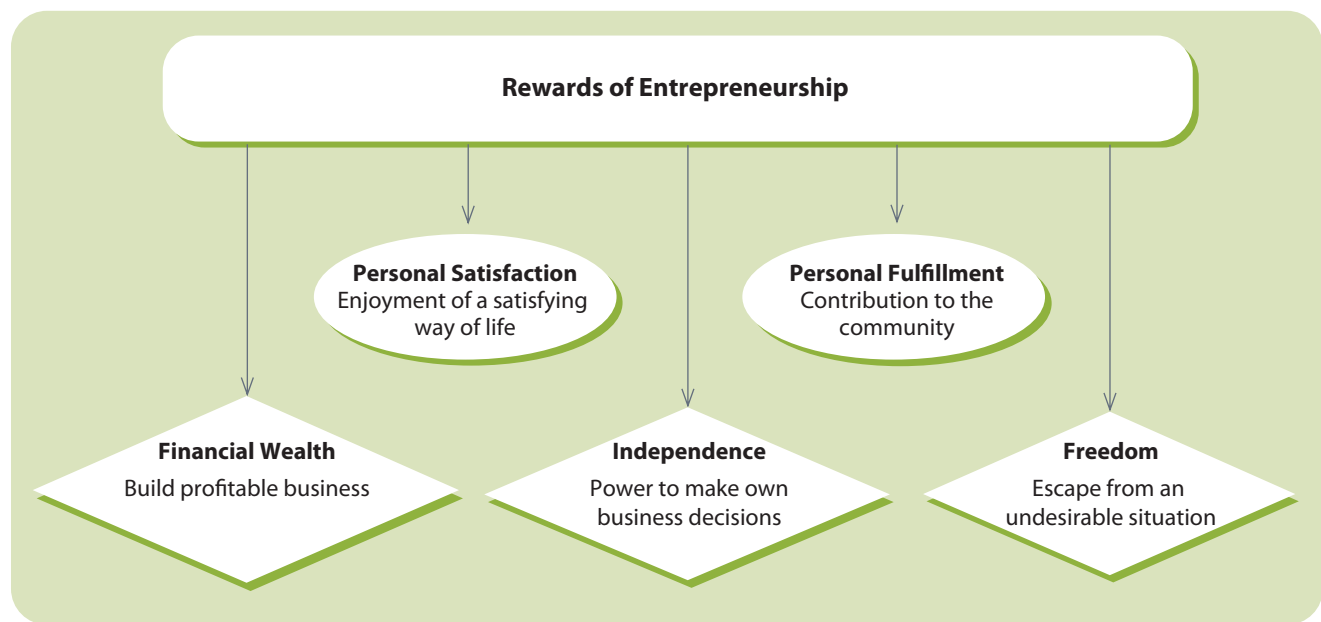 Rewards of Entrepreneurship
Personal Satisfaction
Enjoyment of a satisfying
way of life
Personal Fulfillment
Contribution to the
community
Financial Wealth
Build profitable business
Independence
Power to make own
business decisions
Freedom
Escape from an
undesirable situation